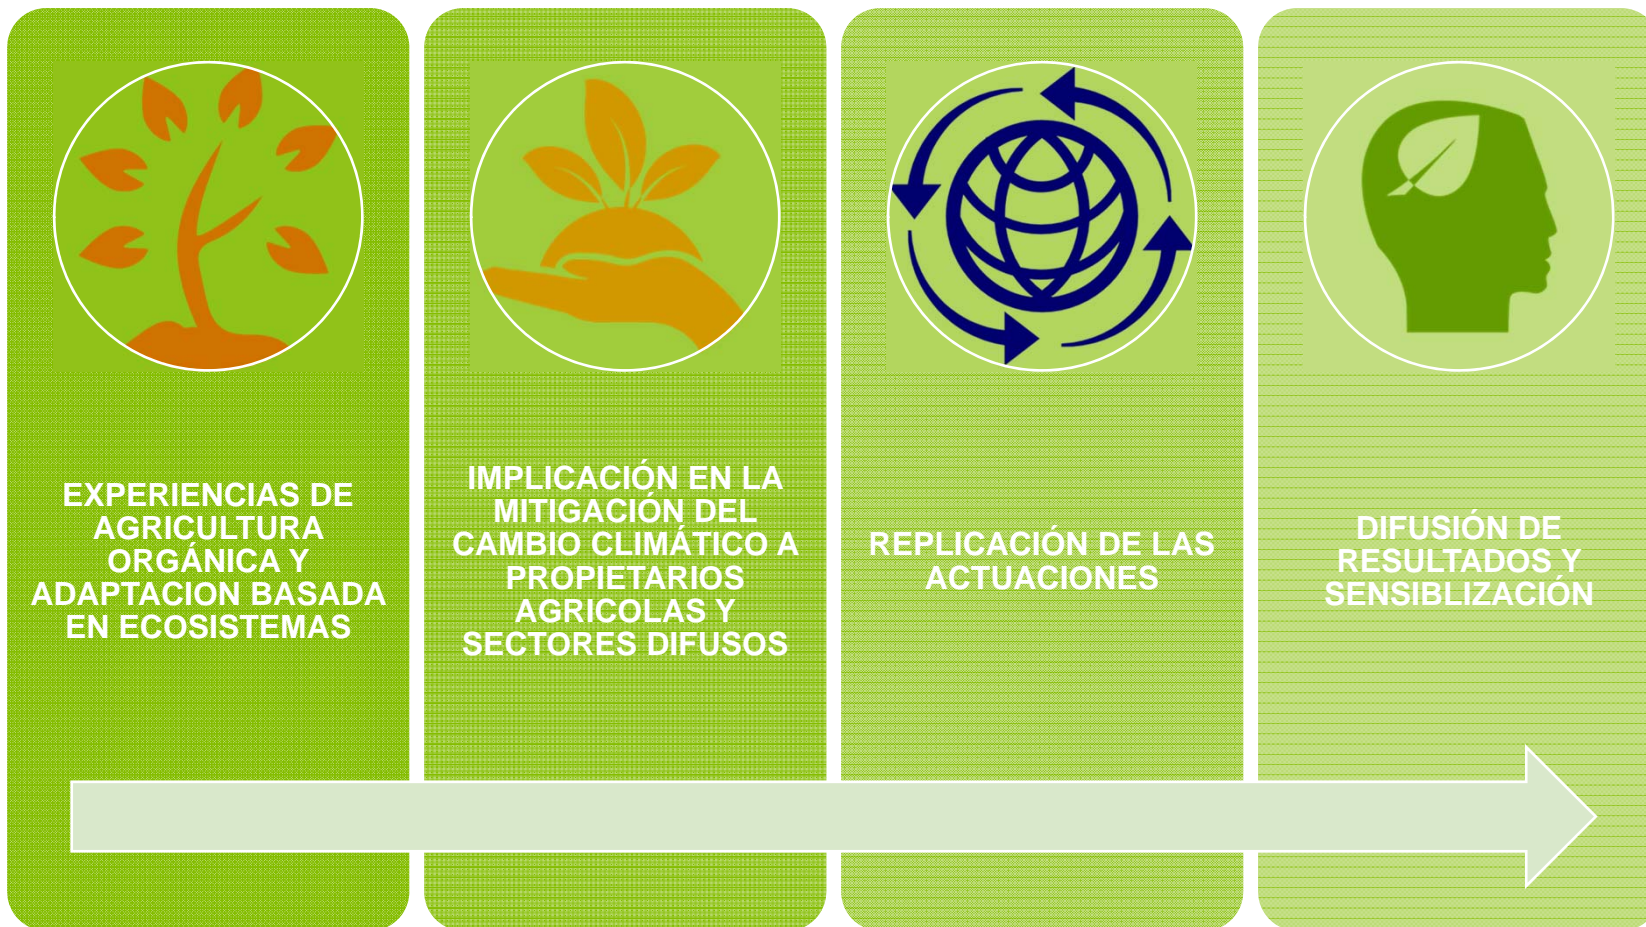 EXPERIENCIAS DE
AGRICULTURA
ORGÁNICA Y
ADAPTACION BASADA
EN ECOSISTEMAS
IMPLICACIÓN EN LA
MITIGACIÓN DEL
CAMBIO CLIMÁTICO A
PROPIETARIOS
AGRICOLAS Y
SECTORES DIFUSOS
REPLICACIÓN DE LAS
ACTUACIONES
DIFUSIÓN DE
RESULTADOS Y
SENSIBLIZACIÓN